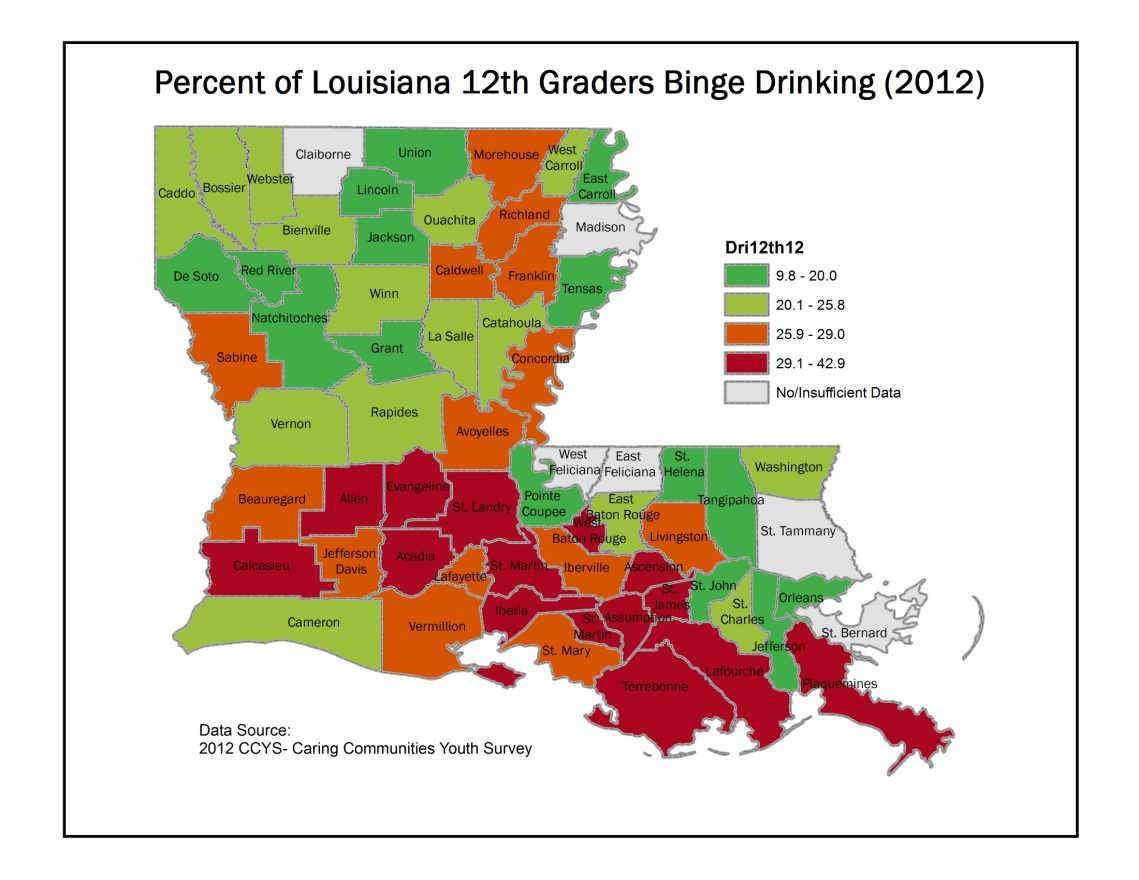 Percent of Louisiana 12th Graders Binge Drinking (2012)
Claiborne
Union
Morehouse
West
Carroll
East
Carroll
Caddo
Bossier
Webster
Lincoln
Bienville
Jackson
Ouachita
Richland
Madison
De Soto
Red River
Winn
Caldwell
Franklin
Tensas
Natchitoches
Sabine
Grant
La Salle
Catahoula
Concordia
Vernon
Rapides
Avoyelles
Dri12th12
9.8 - 20.0
20.1 - 25.8
25.9 - 29.0
29.1 - 42.9
No/Insufficient Data
Beauregard
Allen
Evangeline
St. Landry
Pointe
Coupee
West
Feliciana
East
Feliciana
St.
Helena
Tangipahoa
Washington
East
Baton Rouge
West
Baton Rouge
Livingston
St. Tammany
Calcasieu
Jefferson
Davis
Acadia
Lafayette
St. Martin
Iberville
Ascension
St. John
St.
James
St.
Charles
Orleans
Cameron
Vermillion
Iberia
St.
Martin
Assumption
St. Mary
Jefferson
St. Bernard
Terrebonne
Lafourche
Plaquemines
Data Source:
2012 CCYS- Caring Communities Youth Survey